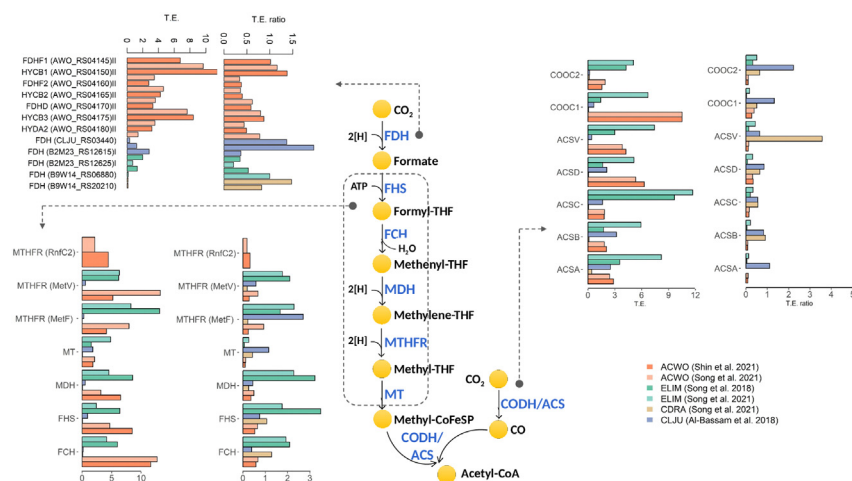 T.E.
T.E. ratio
0 2 4 6 8 10
0.0 0.5 1.0 1.5
FDHF1 (AWO_RS04145)II
HYCB1 (AWO_RS04150)II
FDHF2 (AWO_RS04160)II
HYCB2 (AWO_RS04165)II
FDHD (AWO_RS04170)II
HYCB3 (AWO_RS04175)II
HYDA2 (AWO_RS04180)II
FDH (CLJU_RS03440)
FDH (B2M23_RS12615)I
FDH (B2M23_RS12625)I
FDH (B9W14_RS06880)
FDH (B9W14_RS20210)
MTHFR (RnfC2)
MTHFR (MetV)
MTHFR (MetF)
MT
MDH
FHS
FCH
0 5 10
MTHFR (RnfC2)
MTHFR (MetV)
MTHFR (MetF)
MT
MDH
FHS
FCH
0 1 2 3
CO2
2[H] FDH
Formate
ATP FHS
Formyl-THF
FCH
H2O
Methenyl-THF
2[H] MDH
Methylene-THF
2[H] MTHFR
Methyl-THF
MT
Methyl-CoFeSP
CODH/
ACS
CO2
CODH/ACS
CO
Acetyl-CoA
COOC2
COOC1
ACSV
ACSD
ACSC
ACSB
ACSA
0 3 6 9 12
T.E.
COOC2
COOC1
ACSV
ACSD
ACSC
ACSB
ACSA
0 1 2 3 4 5
T.E. ratio
ACWO (Shin et al. 2021)
ACWO (Song et al. 2021)
ELIM (Song et al. 2018)
ELIM (Song et al. 2021)
CDRA (Song et al. 2021)
CLJU (Al-Bassam et al. 2018)